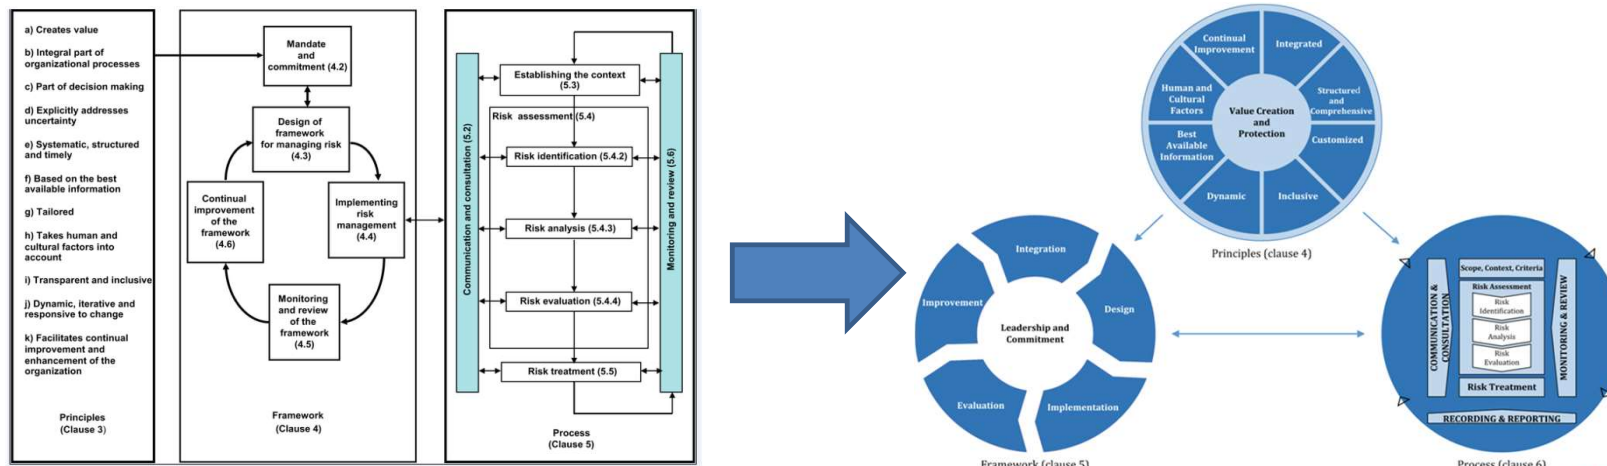 a) Creates value
b) Integral part of
organizational processes
c) Part of decision making
d) Explicitly addresses
uncertainty
e) Systematic, structured
and timely
f) Based on the best
available information
g) Tailored
h) Takes human and
cultural factors into
account
i) Transparent and inclusive
j) Dynamic, iterative and
responsive to change
k) Facilitates continual
improvement and
enhancement of the
organization
Principles
(Clause 3)
Mandate
and
commitment (4.2)
Design of
framework
for managing risk
(4.3)
Continual
improvement
of the
framework
(4.6)
Implementing
risk
management
(4.4)
Monitoring
and review
of the
framework
(4.5)
Framework
(Clause 4)
Communication and consultation (5.2)
Establishing the context
(5.3)
Risk assessment (5.4)
Risk identification (5.4.2)
Risk analysis (5.4.3)
Risk evaluation (5.4.4)
Risk treatment (5.5)
Monitoring and review (5.6)
Process
(Clause 5)
Continual
Improvement
Integrated
Human and
Cultural
Factors
Structured
and
Comprehensive
Value Creation
and
Protection
Best
Available
Information
Customized
Dynamic
Inclusive
Principles (clause 4)
Integration
Improvement
Design
Leadership and
Commitment
Evaluation
Implementation
Framework (clause 5)
COMMUNICATION &
CONSULTATION
Scope, Context, Criteria
Risk Assessment
Risk
Identification
Risk
Analysis
Risk
Evaluation
Risk Treatment
MONITORING & REVIEW
RECORDING & REPORTING
Process (clause 6)